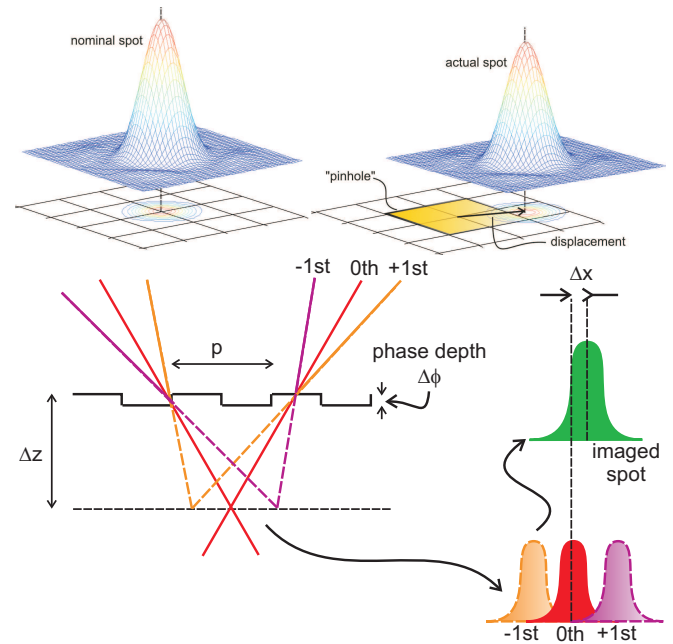 nominal spot
actual spot
"pinhole"
displacement
-1st
0th
+1st
Δx
p
phase depth
Δϕ
Δz
imaged
spot
-1st
0th
+1st